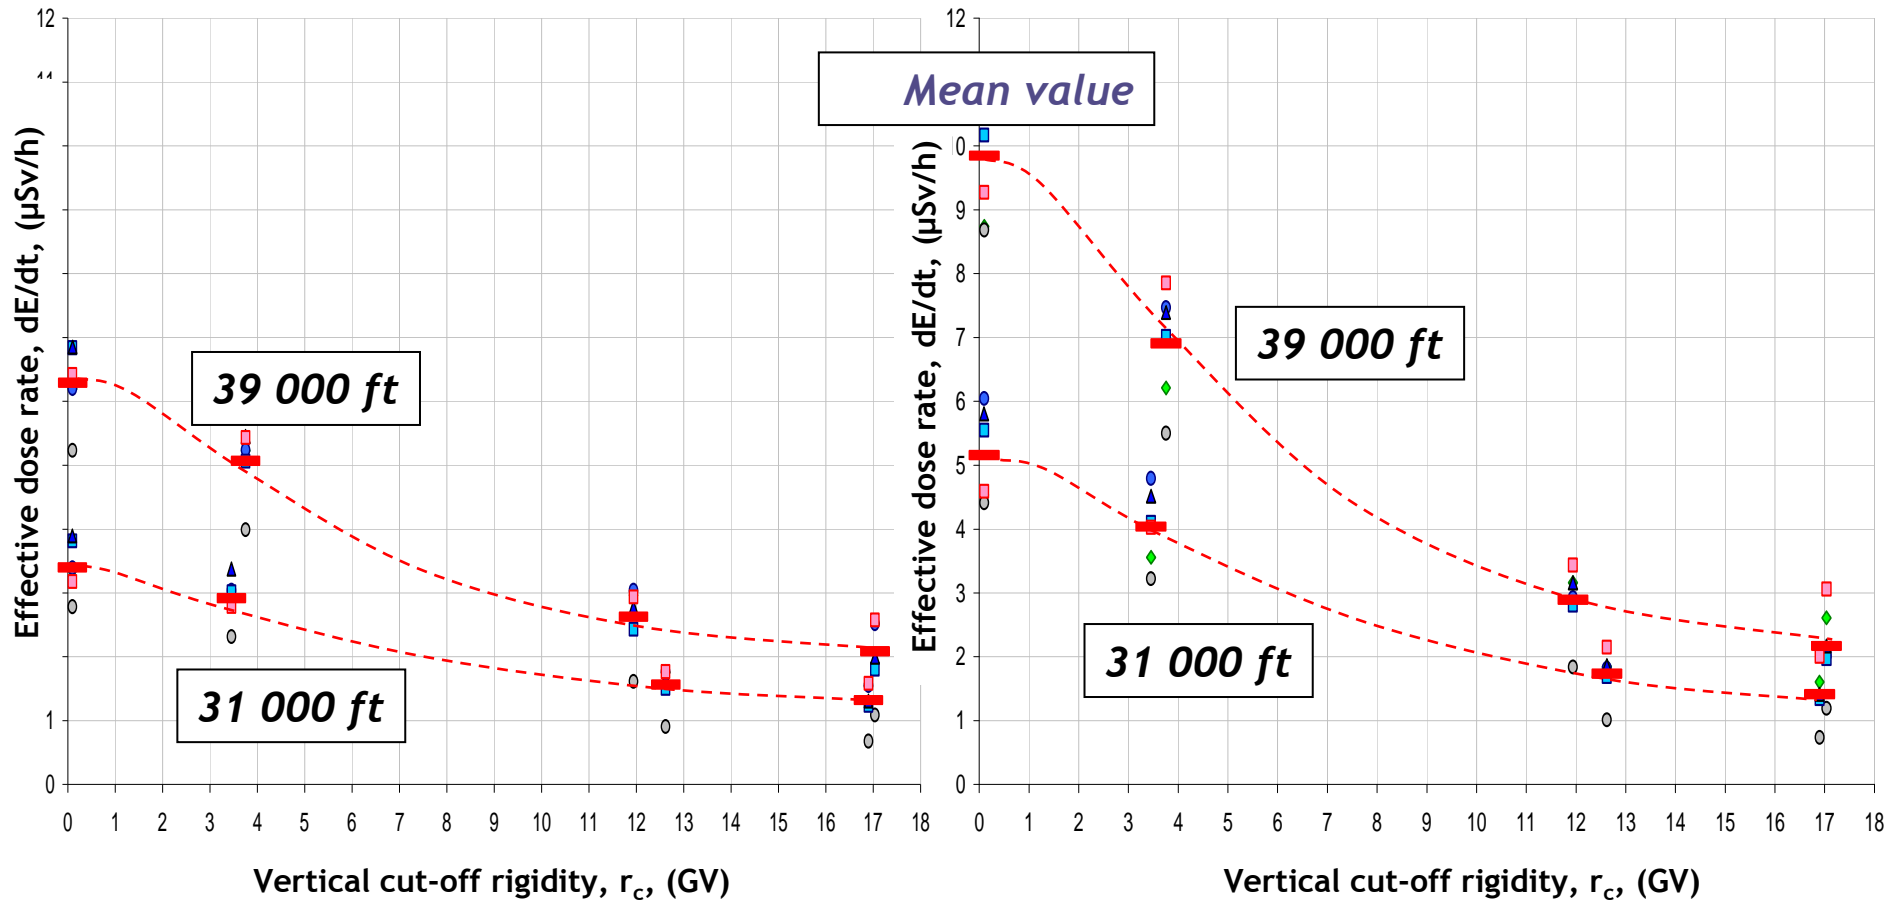 12
12
Mean value
0
9
8
7
6
5
4
3
2
1
0
1
0
Effective dose rate, dE/dt, (µSv/h)
Effective dose rate, dE/dt, (µSv/h)
39 000 ft
39 000 ft
31 000 ft
31 000 ft
0 1 2 3 4 5 6 7 8 9 10 11 12 13 14 15 16 17 18
0 1 2 3 4 5 6 7 8 9 10 11 12 13 14 15 16 17 18
Vertical cut-off rigidity, rc, (GV)
Vertical cut-off rigidity, rc, (GV)